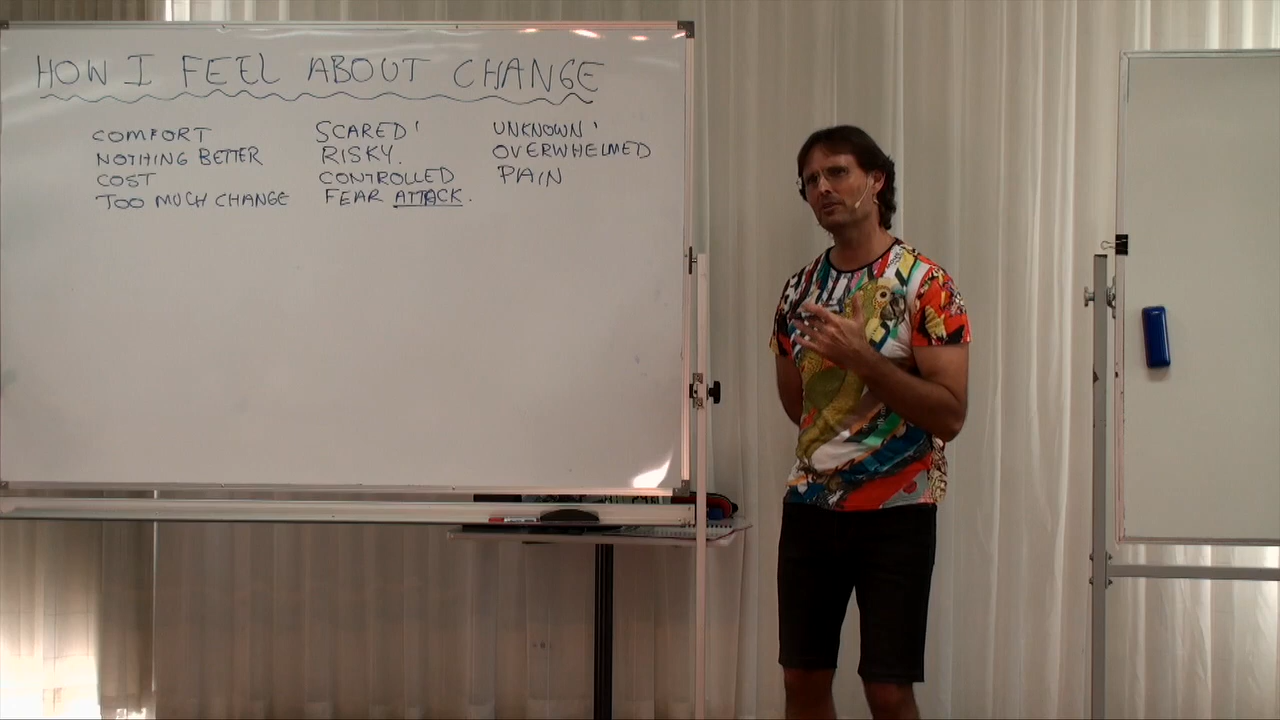 HOW I FEEL ABOUT CHANGE
COMFORT
NOTHING BETTER
COST
TOO MUCH CHANGE
SCARED
RISKY.
CONTROLLED
FEAR ATTACK.
UNKNOWN
OVERWHELMED
PAIN